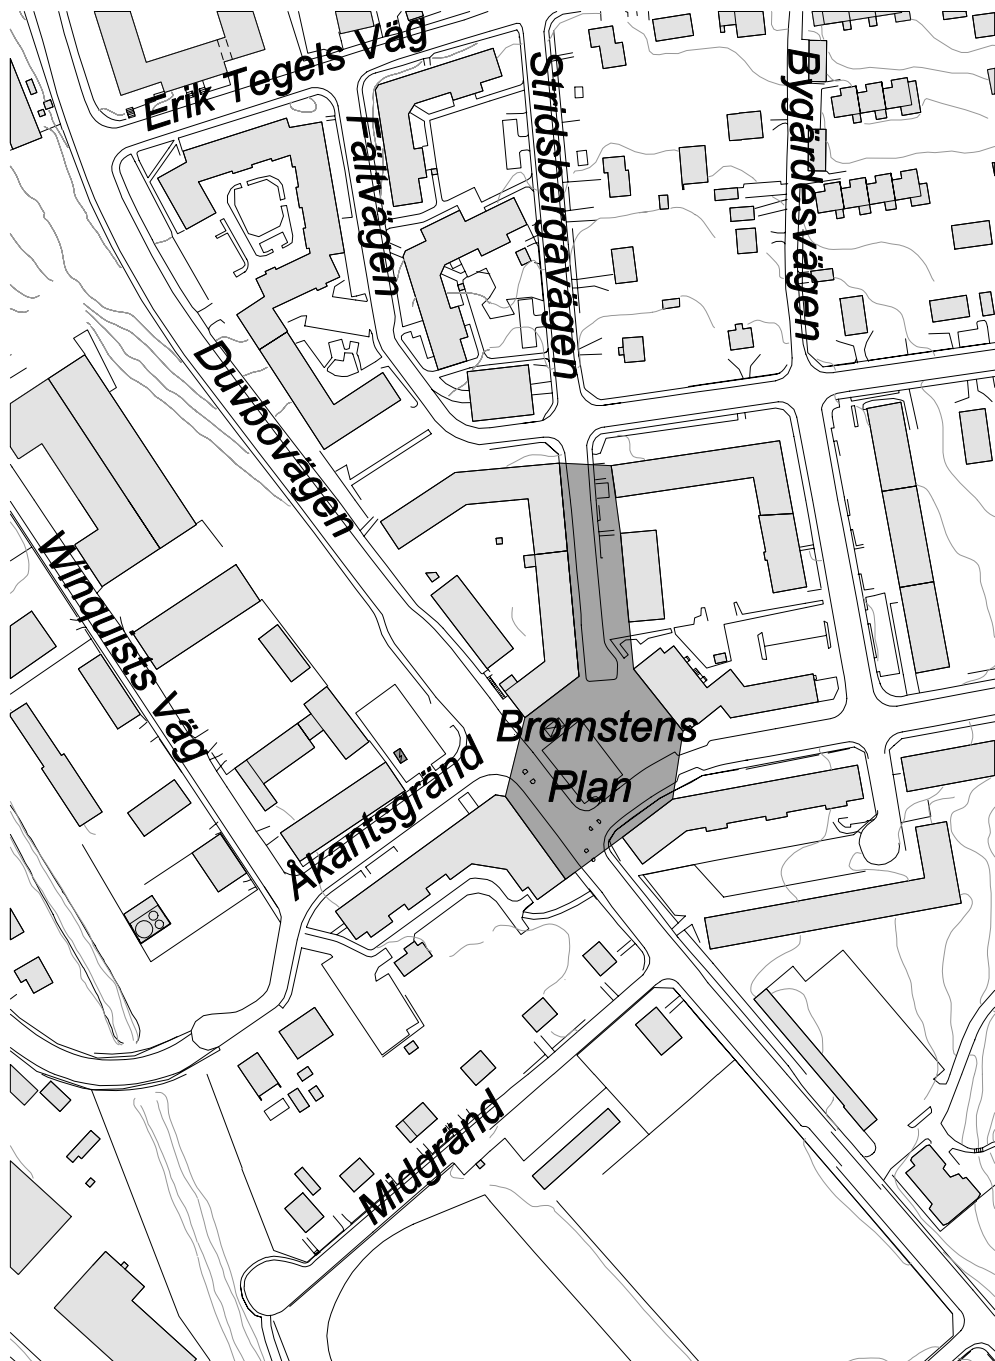 Erik Tegels Väg
Fältvägen
Stridsbergavägen
Bygärdesvägen
Duvbovägen
Winquists Väg
Bromstens
Plan
Åkantsgränd
Midgränd